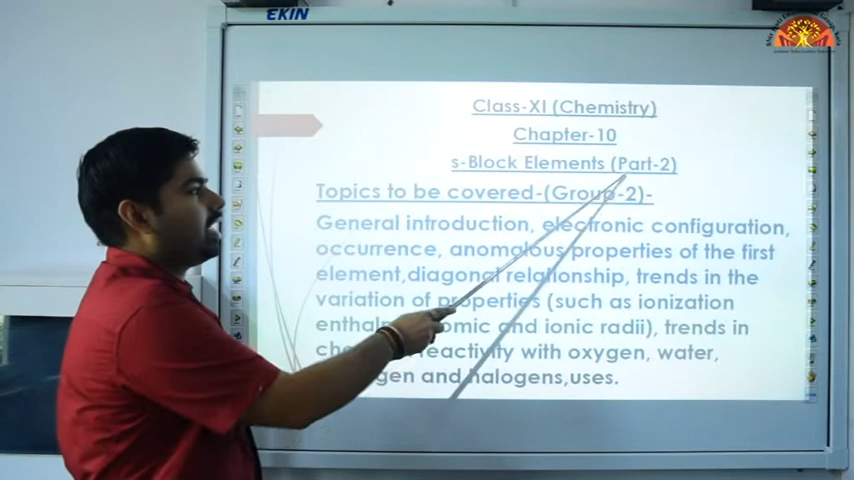 EKIN
Class-XI (Chemistry)
Chapter-10
s-Block Elements (Part-2)
Topics to be covered-(Group-2)-
General introduction, electronic configuration,
occurrence, anomalous properties of the first
element,diagonal relationship, trends in the
variation of properties (such as ionization
and ionic radii), trends in
reactivity with oxygen, water,
and halogens,uses.
EKIN